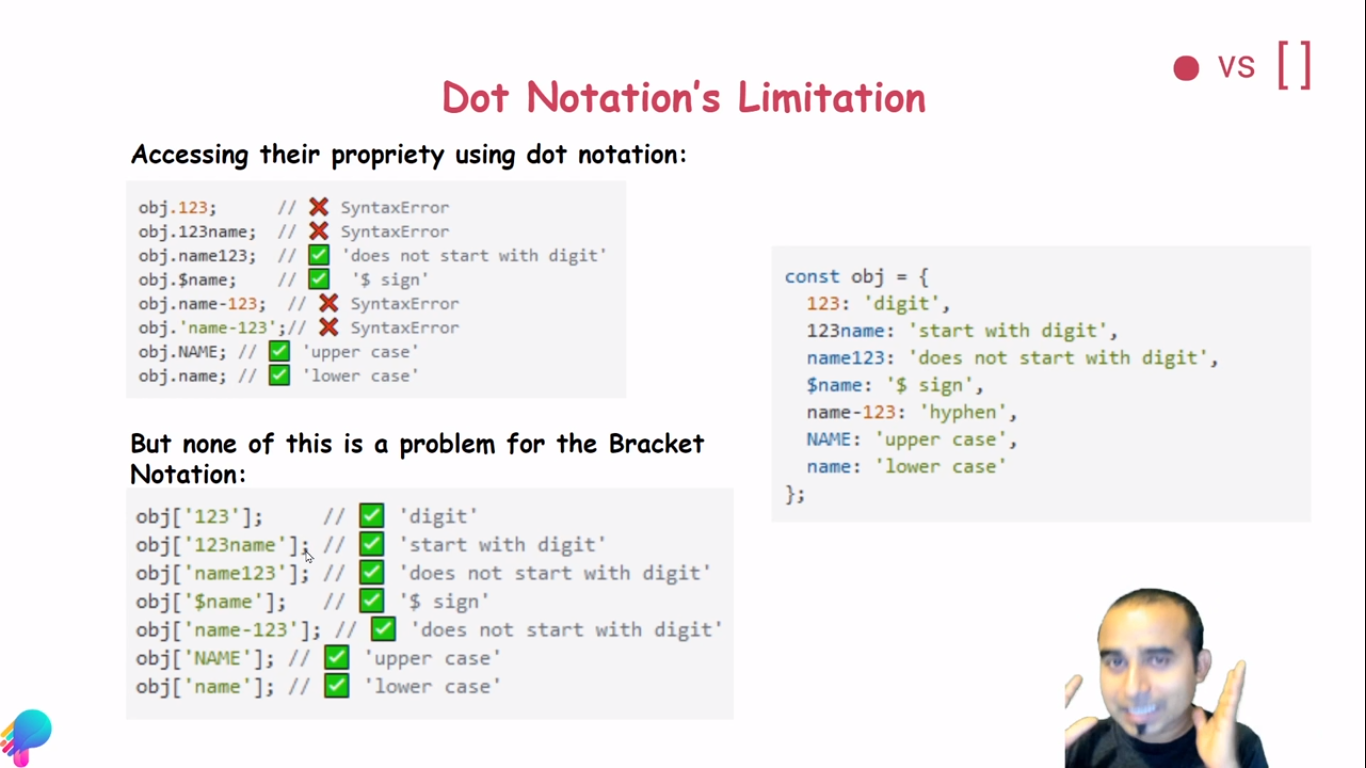 ● vs []
Dot Notation's Limitation
Accessing their propriety using dot notation:
obj.123; // ❌ SyntaxError
obj.123name; // ❌ SyntaxError
obj.name123; // ✅ 'does not start with digit'
obj.$name; // ✅ '$ sign'
obj.name-123; // ❌ SyntaxError
obj.'name-123';// ❌ SyntaxError
obj.NAME; // ✅ 'upper case'
obj.name; // ✅ 'lower case'
But none of this is a problem for the Bracket
Notation:
obj['123']; // ✅ 'digit'
obj['123name']; // ✅ 'start with digit'
obj['name123']; // ✅ 'does not start with digit'
obj['$name']; // ✅ '$ sign'
obj['name-123']; // ✅ 'does not start with digit'
obj['NAME']; // ✅ 'upper case'
obj['name']; // ✅ 'lower case'
const obj = {
123: 'digit',
123name: 'start with digit',
name123: 'does not start with digit',
$name: '$ sign',
name-123: 'hyphen',
NAME: 'upper case',
name: 'lower case'
};